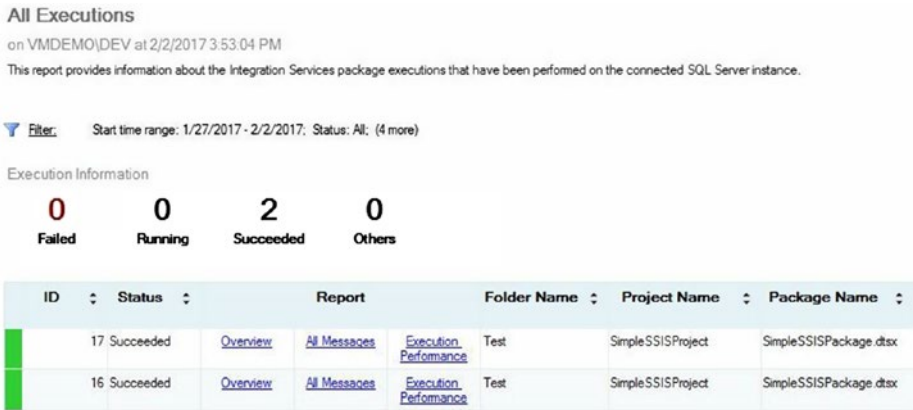 All Executions
on VMDEMO\DEV at 2/2/2017 3:53:04 PM
This report provides information about the Integration Services package executions that have been performed on the connected SQL Server instance.
Filter: Start time range: 1/27/2017 - 2/2/2017; Status: All; (4 more)
Execution Information
0 0 2 0
Failed Running Succeeded Others
ID Status Report Folder Name Project Name Package Name
17 Succeeded Overview All Messages Execution Performance Test SimpleSSISProject SimpleSSISPackage.dtsx
16 Succeeded Overview All Messages Execution Performance Test SimpleSSISProject SimpleSSISPackage.dtsx